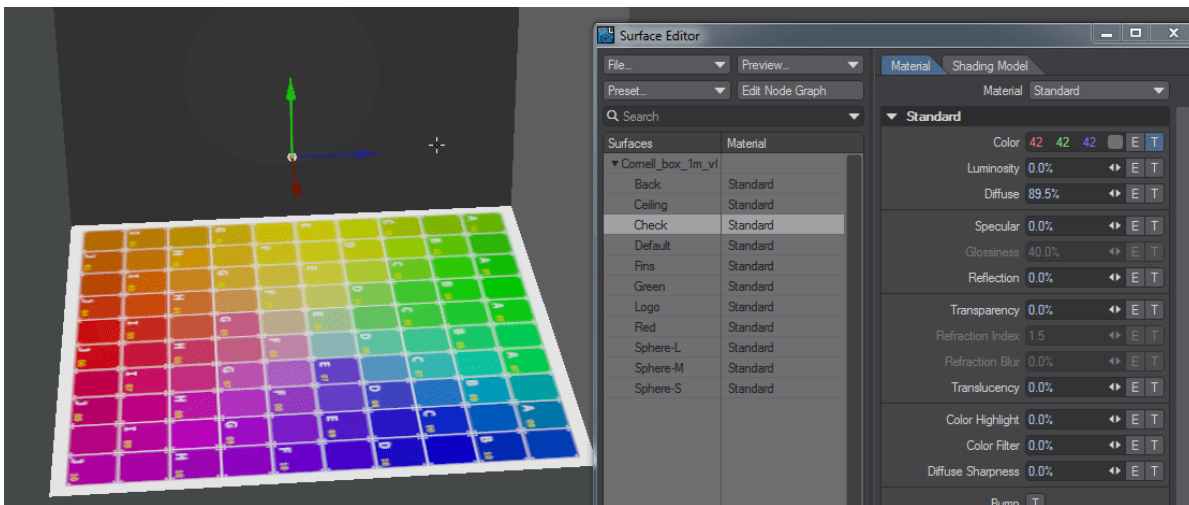 Surface Editor
File...
Preview...
Preset...
Edit Node Graph
Search
Surfaces Material
Cornell_box_1m_v(
Back Standard
Ceiling Standard
Check Standard
Default Standard
Fins Standard
Green Standard
Logo Standard
Red Standard
Sphere-L Standard
Sphere-M Standard
Sphere-S Standard
Material Shading Model
Material Standard
Standard
Color 42 42 42 E T
Luminosity 0.0% E T
Diffuse 89.5% E T
Specular 0.0% E T
Glossiness 40.0% E T
Reflection 0.0% E T
Transparency 0.0% E T
Refraction Index 1.5 E T
Refraction Blur 0.0% E T
Translucency 0.0% E T
Color Highlight 0.0% E T
Color Filter 0.0% E T
Diffuse Sharpness 0.0% E T
Bump T